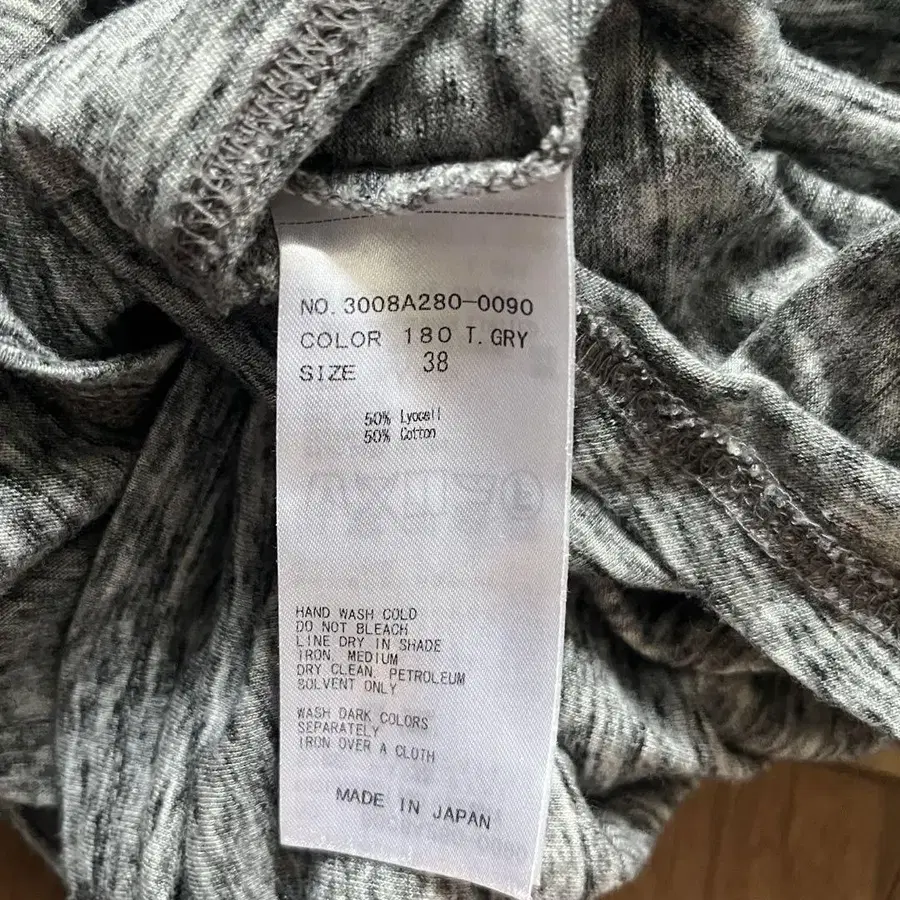 NO. 3008A280-0090
COLOR 180 T. GRY
SIZE 38
50% Lyocell
50% Cotton
HAND WASH COLD
DO NOT BLEACH
LINE DRY IN SHADE
IRON, MEDIUM
DRY CLEAN, PETROLEUM
SOLVENT ONLY
WASH DARK COLORS
SEPARATELY
IRON OVER A CLOTH
MADE IN JAPAN